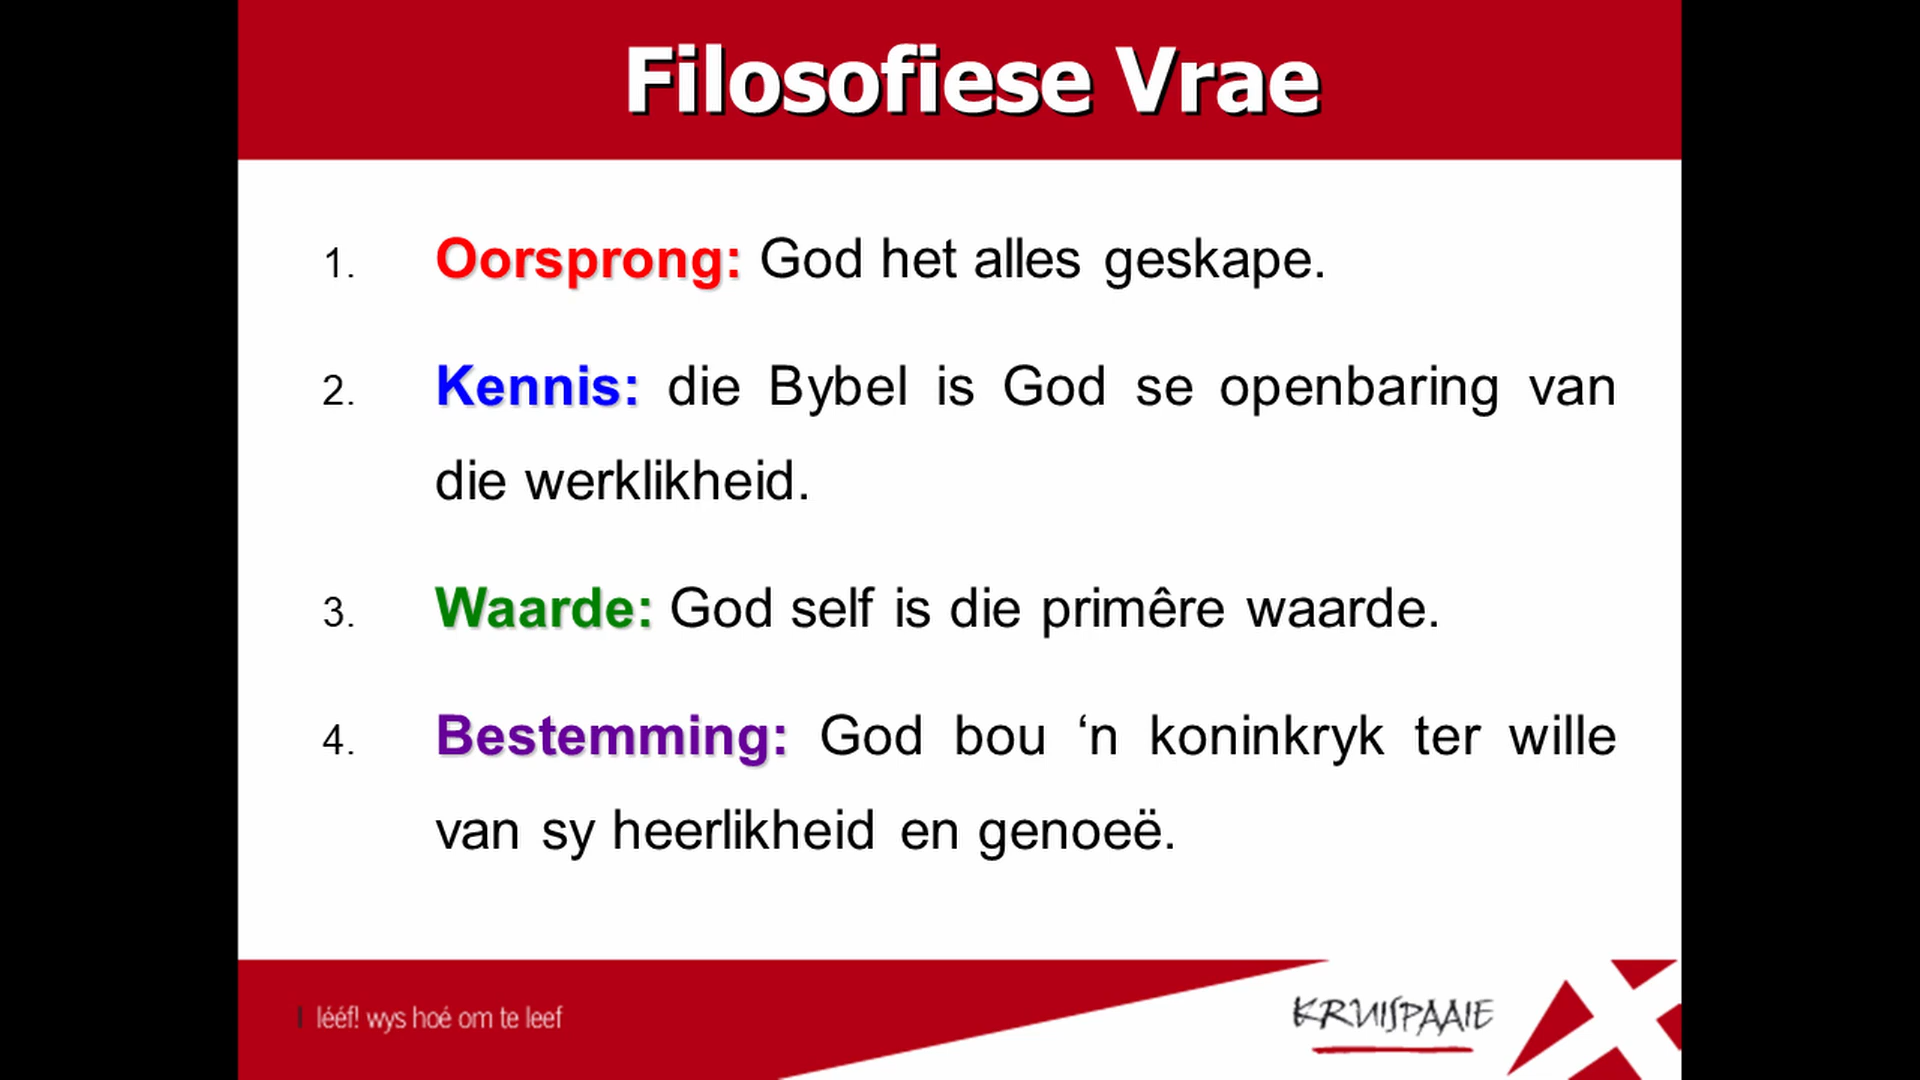 Filosofiese Vrae
1. Oorsprong: God het alles geskape.
2. Kennis: die Bybel is God se openbaring van
die werklikheid.
3. Waarde: God self is die primêre waarde.
4. Bestemming: God bou ‘n koninkryk ter wille
van sy heerlikheid en genoeë.
| lééf! wys hoé om te leef
KRUISPAAIE